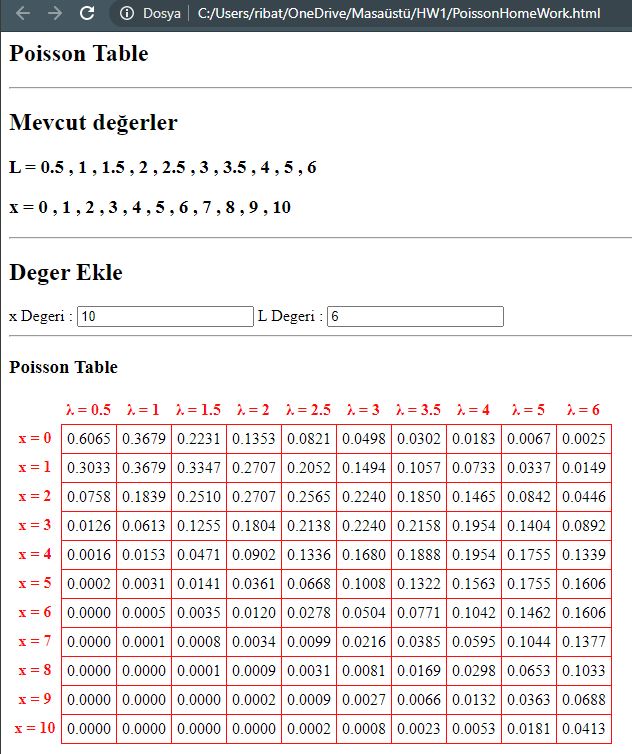 Dosya | C:/Users/ribat/OneDrive/Masaüstü/HW1/PoissonHomeWork.html
Poisson Table
Mevcut değerler
L = 0.5 , 1 , 1.5 , 2 , 2.5 , 3 , 3.5 , 4 , 5 , 6
x = 0 , 1 , 2 , 3 , 4 , 5 , 6 , 7 , 8 , 9 , 10
Deger Ekle
x Degeri : 10 L Degeri : 6
Poisson Table
λ = 0.5 λ = 1 λ = 1.5 λ = 2 λ = 2.5 λ = 3 λ = 3.5 λ = 4 λ = 5 λ = 6
x = 0 0.6065 0.3679 0.2231 0.1353 0.0821 0.0498 0.0302 0.0183 0.0067 0.0025
x = 1 0.3033 0.3679 0.3347 0.2707 0.2052 0.1494 0.1057 0.0733 0.0337 0.0149
x = 2 0.0758 0.1839 0.2510 0.2707 0.2565 0.2240 0.1850 0.1465 0.0842 0.0446
x = 3 0.0126 0.0613 0.1255 0.1804 0.2138 0.2240 0.2158 0.1954 0.1404 0.0892
x = 4 0.0016 0.0153 0.0471 0.0902 0.1336 0.1680 0.1888 0.1954 0.1755 0.1339
x = 5 0.0002 0.0031 0.0141 0.0361 0.0668 0.1008 0.1322 0.1563 0.1755 0.1606
x = 6 0.0000 0.0005 0.0035 0.0120 0.0278 0.0504 0.0771 0.1042 0.1462 0.1606
x = 7 0.0000 0.0001 0.0008 0.0034 0.0099 0.0216 0.0385 0.0595 0.1044 0.1377
x = 8 0.0000 0.0000 0.0001 0.0009 0.0031 0.0081 0.0169 0.0298 0.0653 0.1033
x = 9 0.0000 0.0000 0.0000 0.0002 0.0009 0.0027 0.0066 0.0132 0.0363 0.0688
x = 10 0.0000 0.0000 0.0000 0.0000 0.0002 0.0008 0.0023 0.0053 0.0181 0.0413